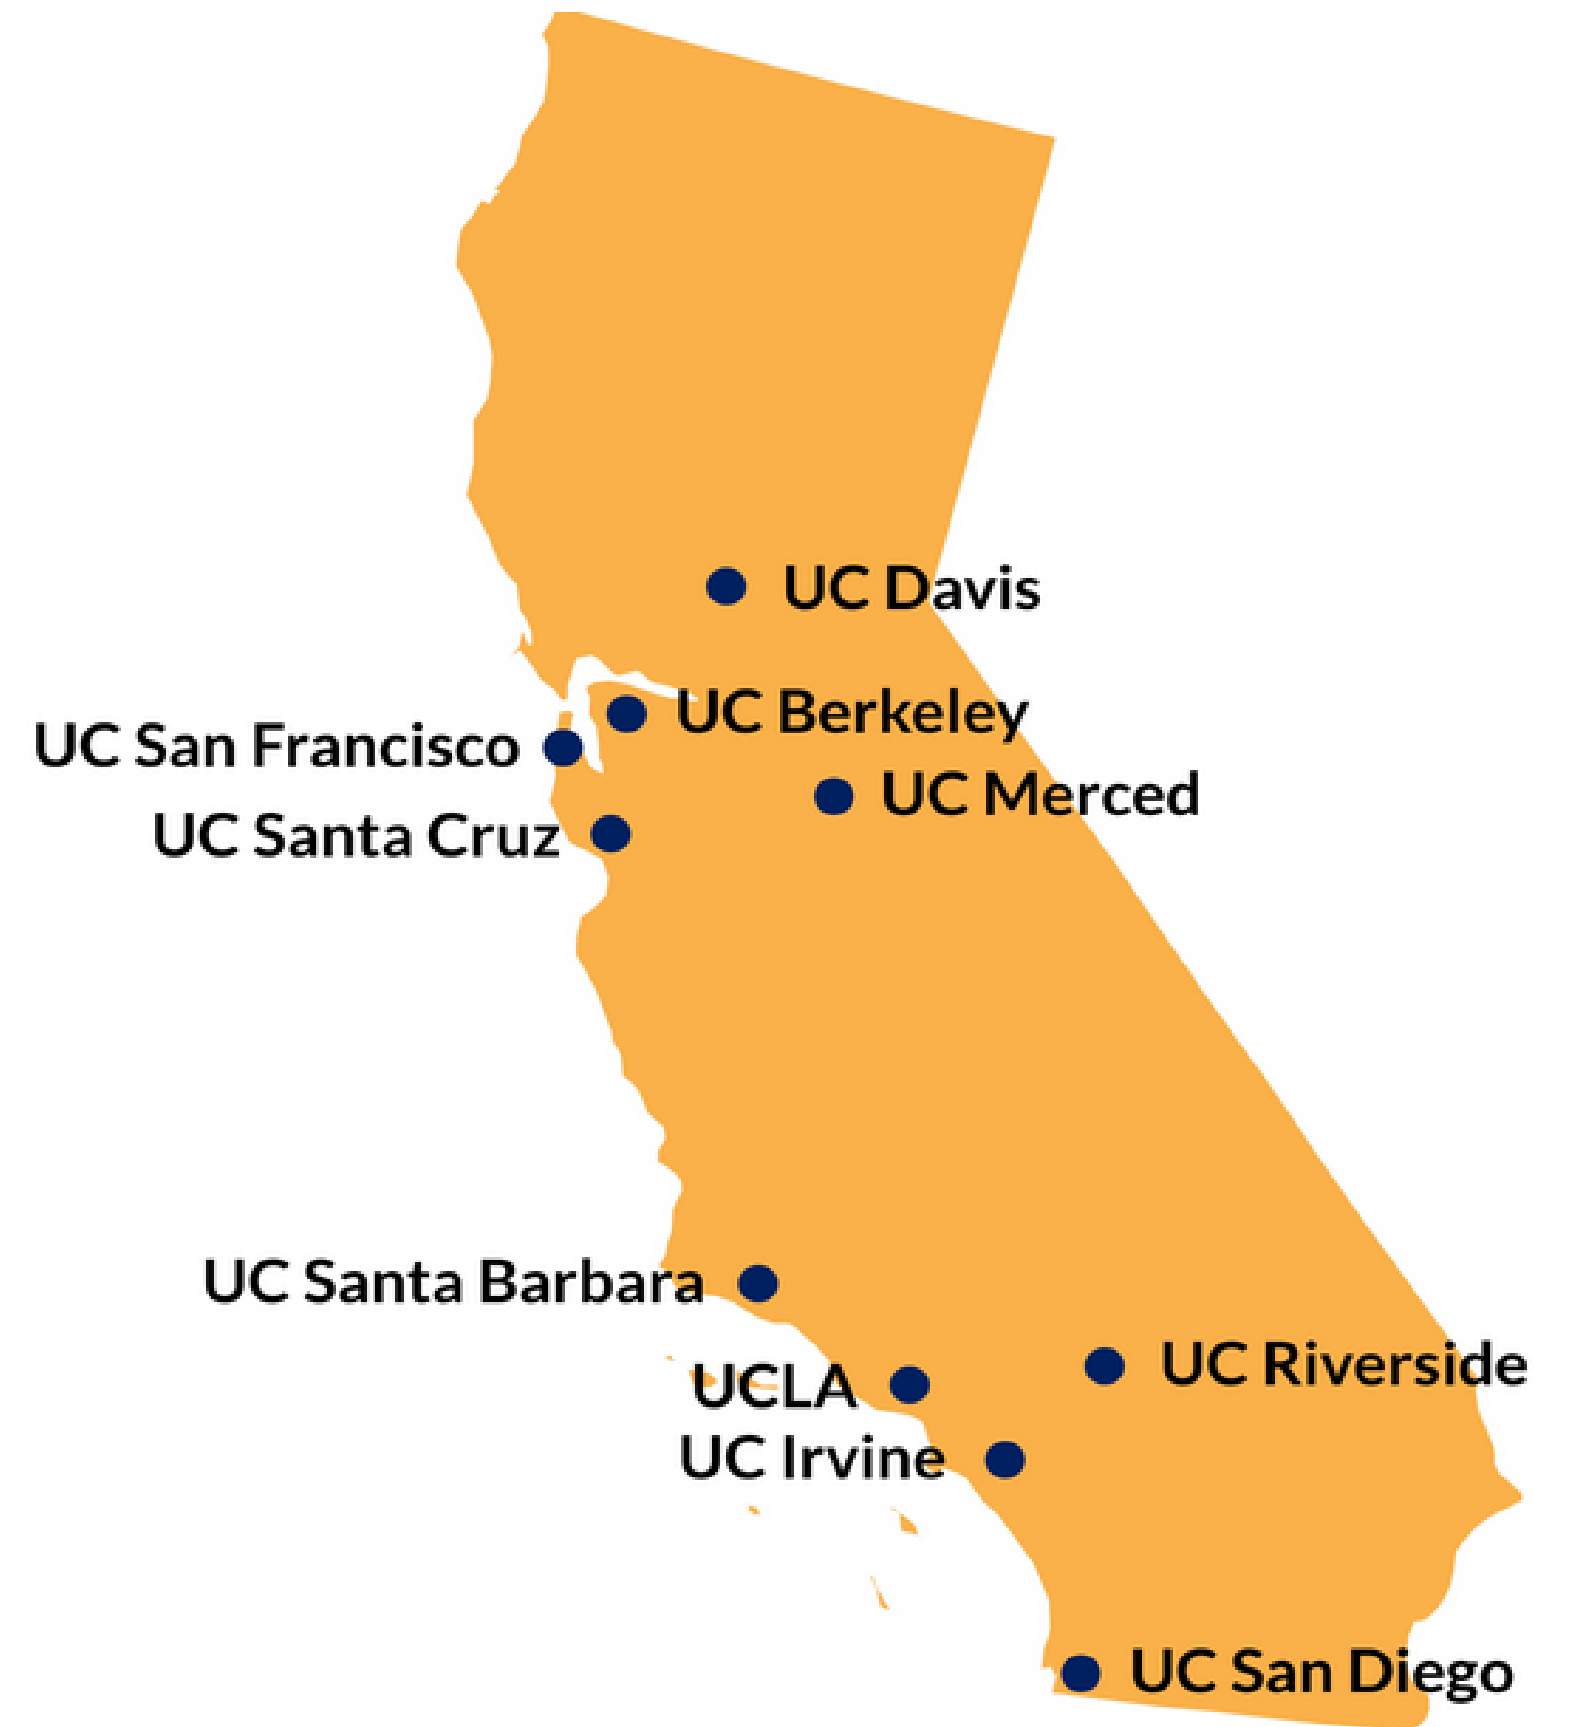 UC Davis
UC Berkeley
UC San Francisco
UC Merced
UC Santa Cruz
UC Santa Barbara
UC Riverside
UCLA
UC Irvine
UC San Diego